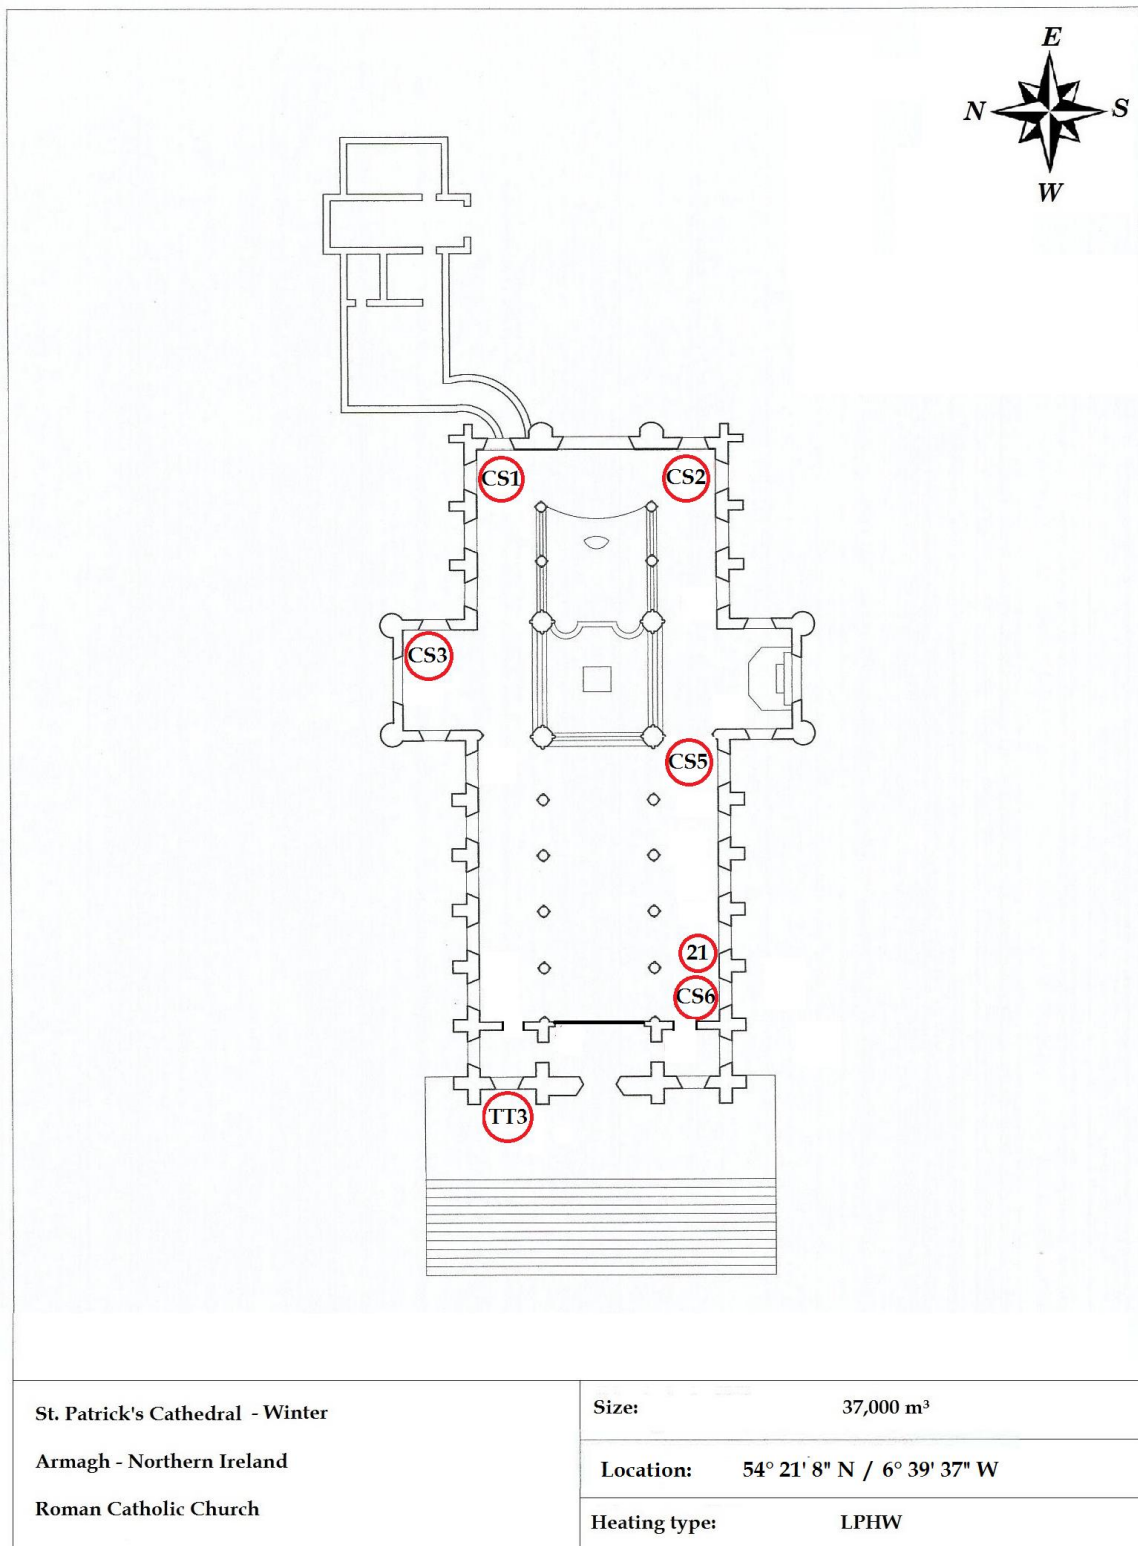 E
N S
W
CS1 CS2
CS3
CS5
21
CS6
TT3
St. Patrick's Cathedral - Winter
Armagh - Northern Ireland
Roman Catholic Church
Size: 37,000 m³
Location: 54° 21' 8" N / 6° 39' 37" W
Heating type: LPHW